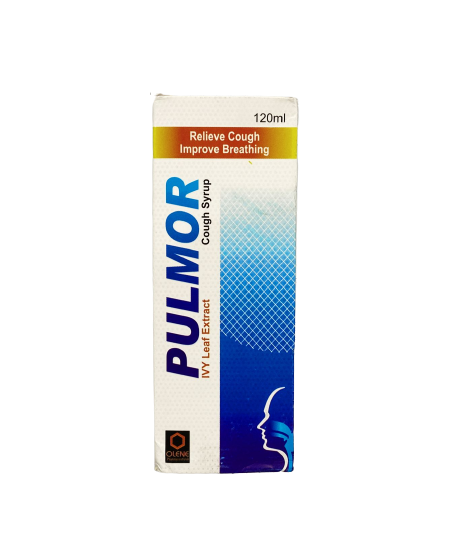 120ml
Relieve Cough
Improve Breathing
PULMOR
Cough Syrup
IVY Leaf Extract
OLENE